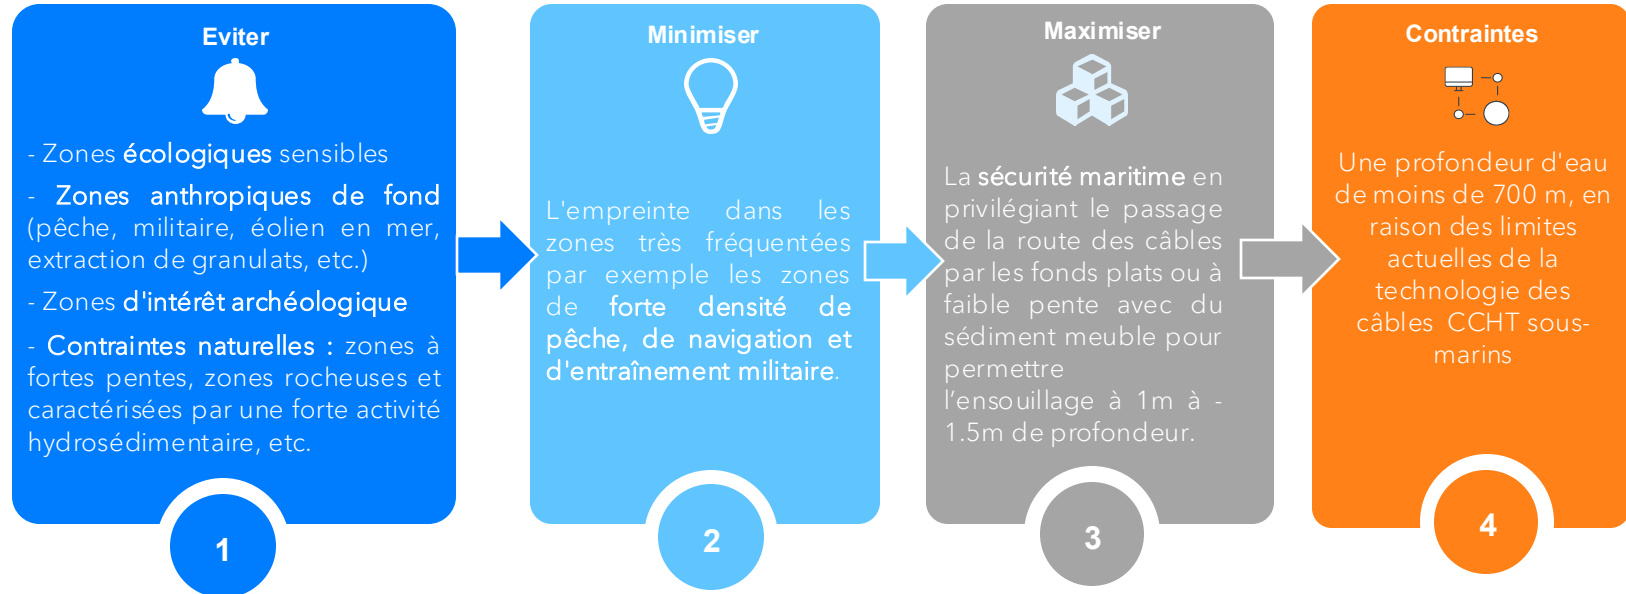 Eviter
- Zones écologiques sensibles
- Zones anthropiques de fond
(pêche, militaire, éolien en mer,
extraction de granulats, etc.)
- Zones d'intérêt archéologique
- Contraintes naturelles : zones à
fortes pentes, zones rocheuses et
caractérisées par une forte activité
hydrosédimentaire, etc.
1
Minimiser
L'empreinte dans les
zones très fréquentées
par exemple les zones
de forte densité de
pêche, de navigation et
d'entraînement militaire.
2
Maximiser
La sécurité maritime en
privilégiant le passage
de la route des câbles
par les fonds plats ou à
faible pente avec du
sédiment meuble pour
permettre
l’ensouillage à 1m à -
1.5m de profondeur.
3
Contraintes
Une profondeur d'eau
de moins de 700 m, en
raison des limites
actuelles de la
technologie des
câbles CCHT sous-
marins
4